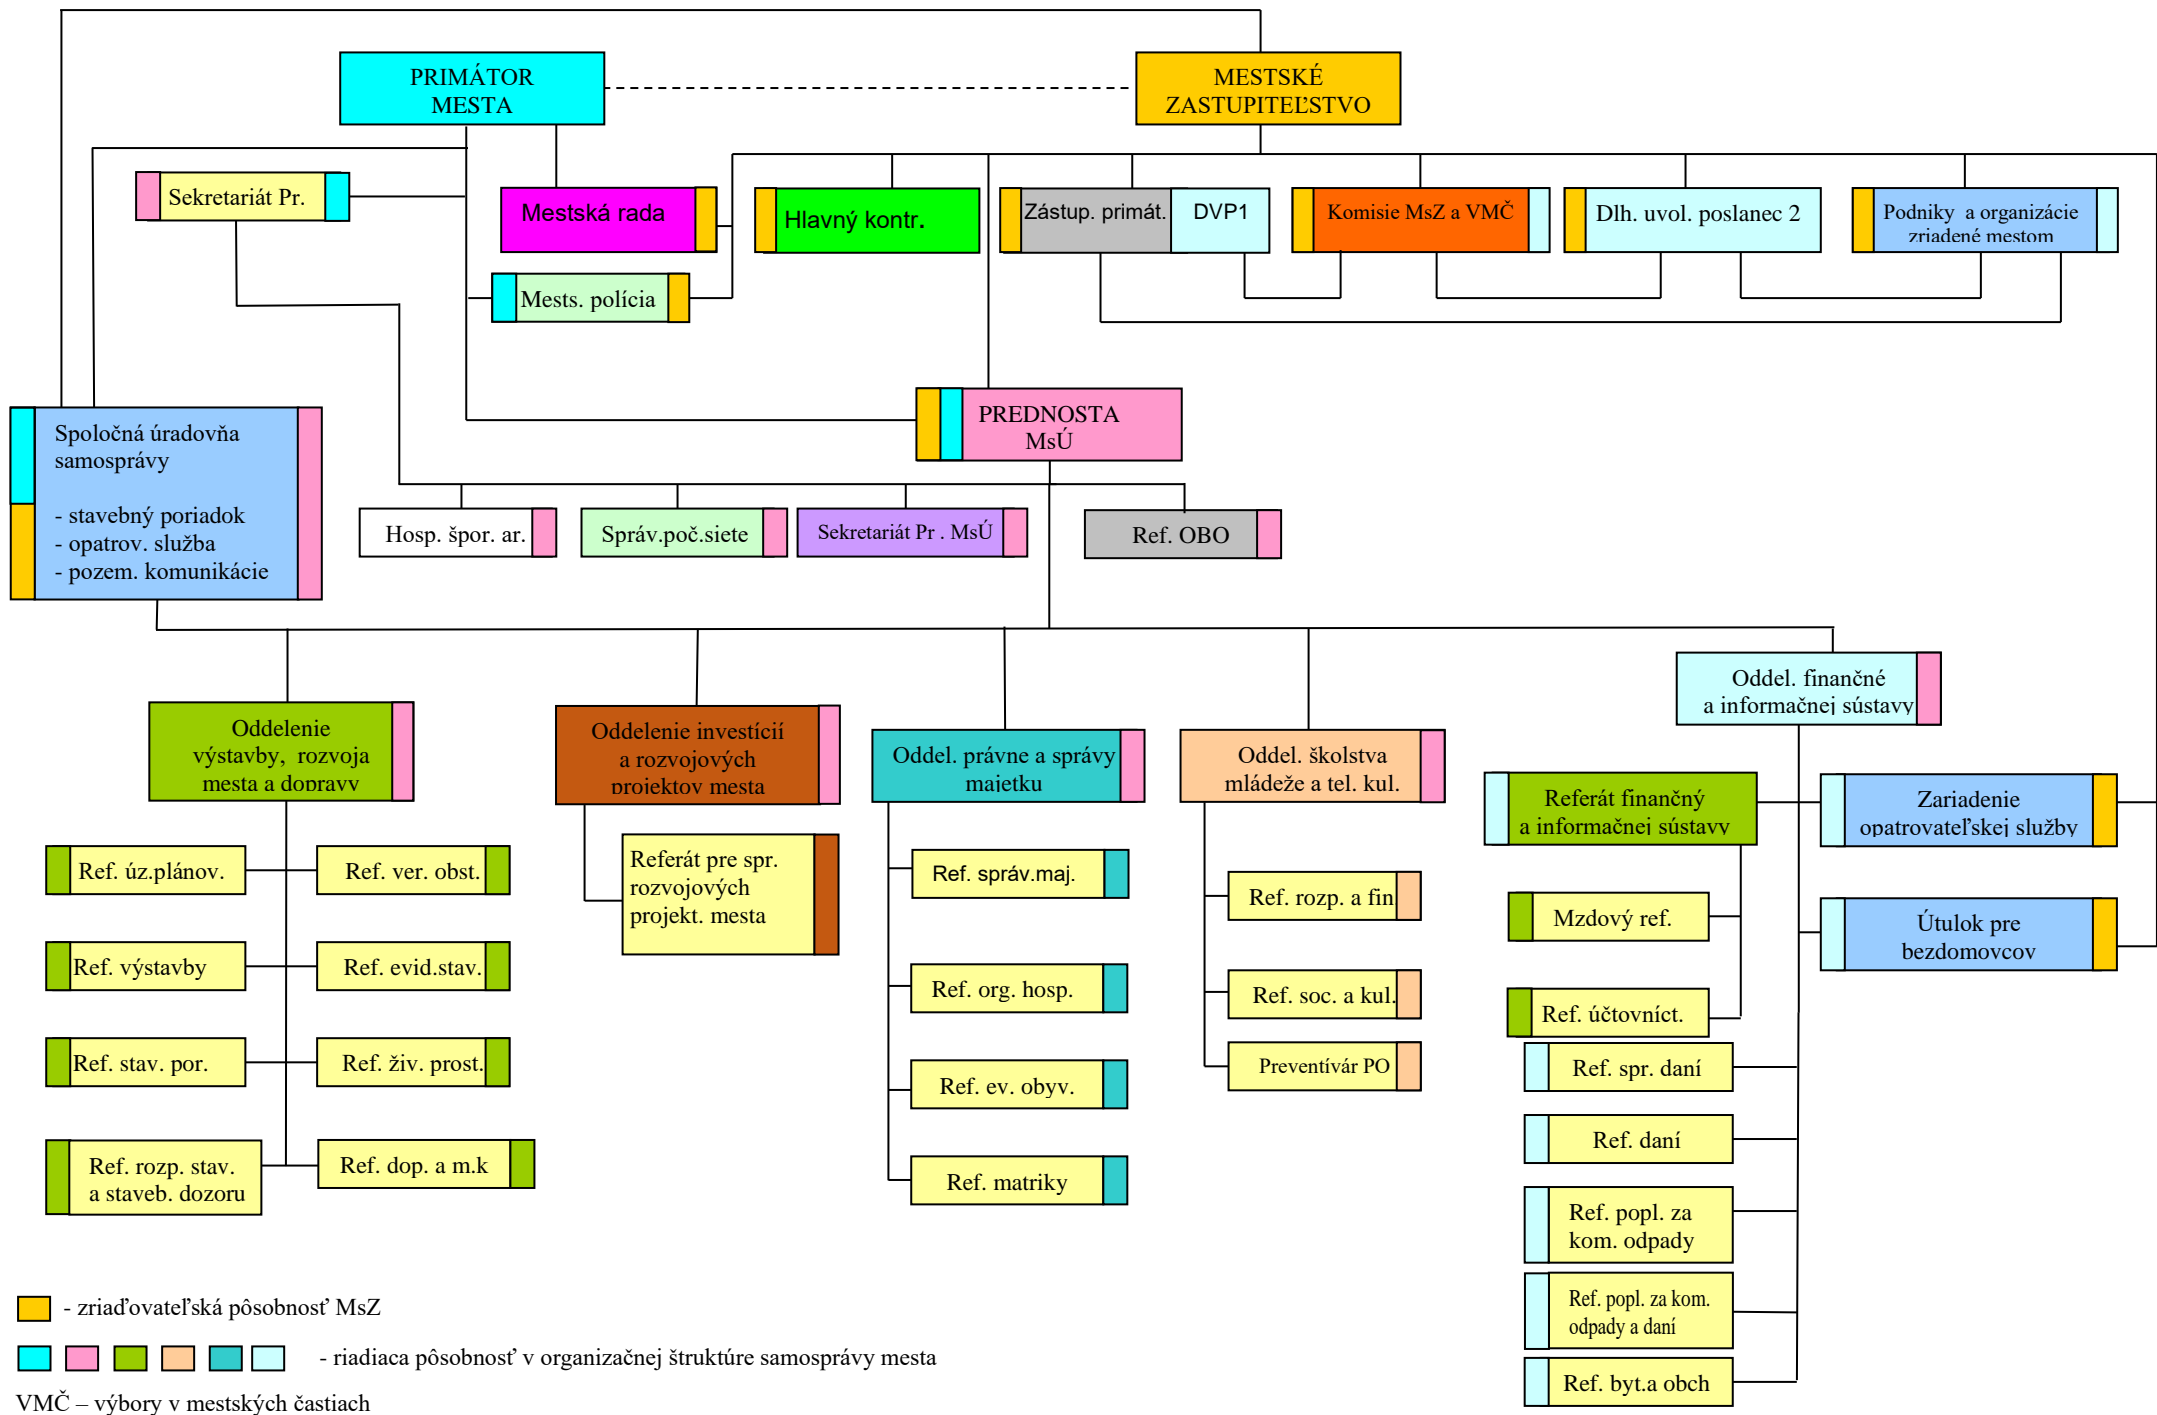 PRIMÁTOR
MESTA
MESTSKÉ
ZASTUPITEĽSTVO
Sekretariát Pr.
Mestská rada
Hlavný kontr.
Zástup. primát.
DVP1
Komisie MsZ a VMČ
Dlh. uvol. poslanec 2
Podniky a organizácie
zriadené mestom
Mests. polícia
Spoločná úradovňa
samosprávy
- stavebný poriadok
- opatrov. služba
- pozem. komunikácie
PREDNOSTA
MsÚ
Hosp. špor. ar.
Správ.poč.siete
Sekretariát Pr . MsÚ
Ref. OBO
Oddelenie
výstavby, rozvoja
mesta a dopravy
Oddelenie investícií
a rozvojových
projektov mesta
Oddel. právne a správy
majetku
Oddel. školstva
mládeže a tel. kul.
Oddel. finančné
a informačnej sústavy
Ref. úz.plánov.
Ref. ver. obst.
Ref. výstavby
Ref. evid.stav.
Ref. stav. por.
Ref. živ. prost.
Ref. rozp. stav.
a staveb. dozoru
Ref. dop. a m.k
Referát pre spr.
rozvojových
projekt. mesta
Ref. správ.maj.
Ref. org. hosp.
Ref. ev. obyv.
Ref. matriky
Ref. rozp. a fin
Ref. soc. a kul.
Preventívár PO
Referát finančný
a informačnej sústavy
Zariadenie
opatrovateľskej služby
Mzdový ref.
Útulok pre
bezdomovcov
Ref. účtovníct.
Ref. spr. daní
Ref. daní
Ref. popl. za
kom. odpady
Ref. popl. za kom.
odpady a daní
Ref. byt.a obch
- zriaďovateľská pôsobnosť MsZ
- riadiaca pôsobnosť v organizačnej štruktúre samosprávy mesta
VMČ – výbory v mestských častiach